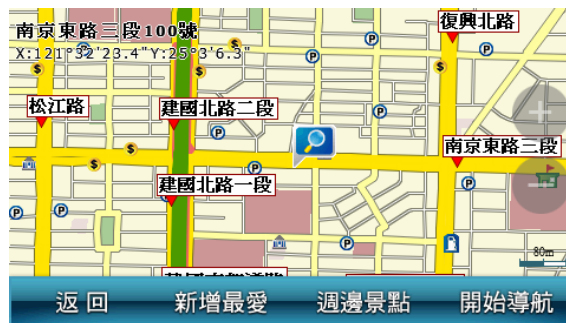 南京東路三段100號
X:121°32'23.4"Y:25°3'6.3"
復興北路
松江路
建國北路二段
南京東路三段
建國北路一段
80m
返回
新增最愛
週邊景點
開始導航